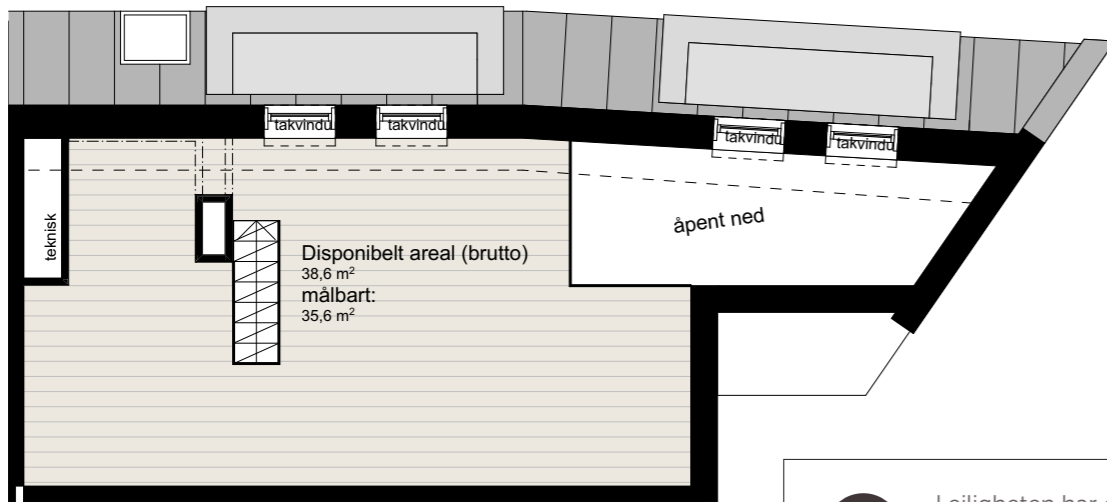 takvindu
takvindu
takvindu
takvindu
teknisk
åpent ned
Disponibelt areal (brutto)
38,6 m²
målbart:
35,6 m²